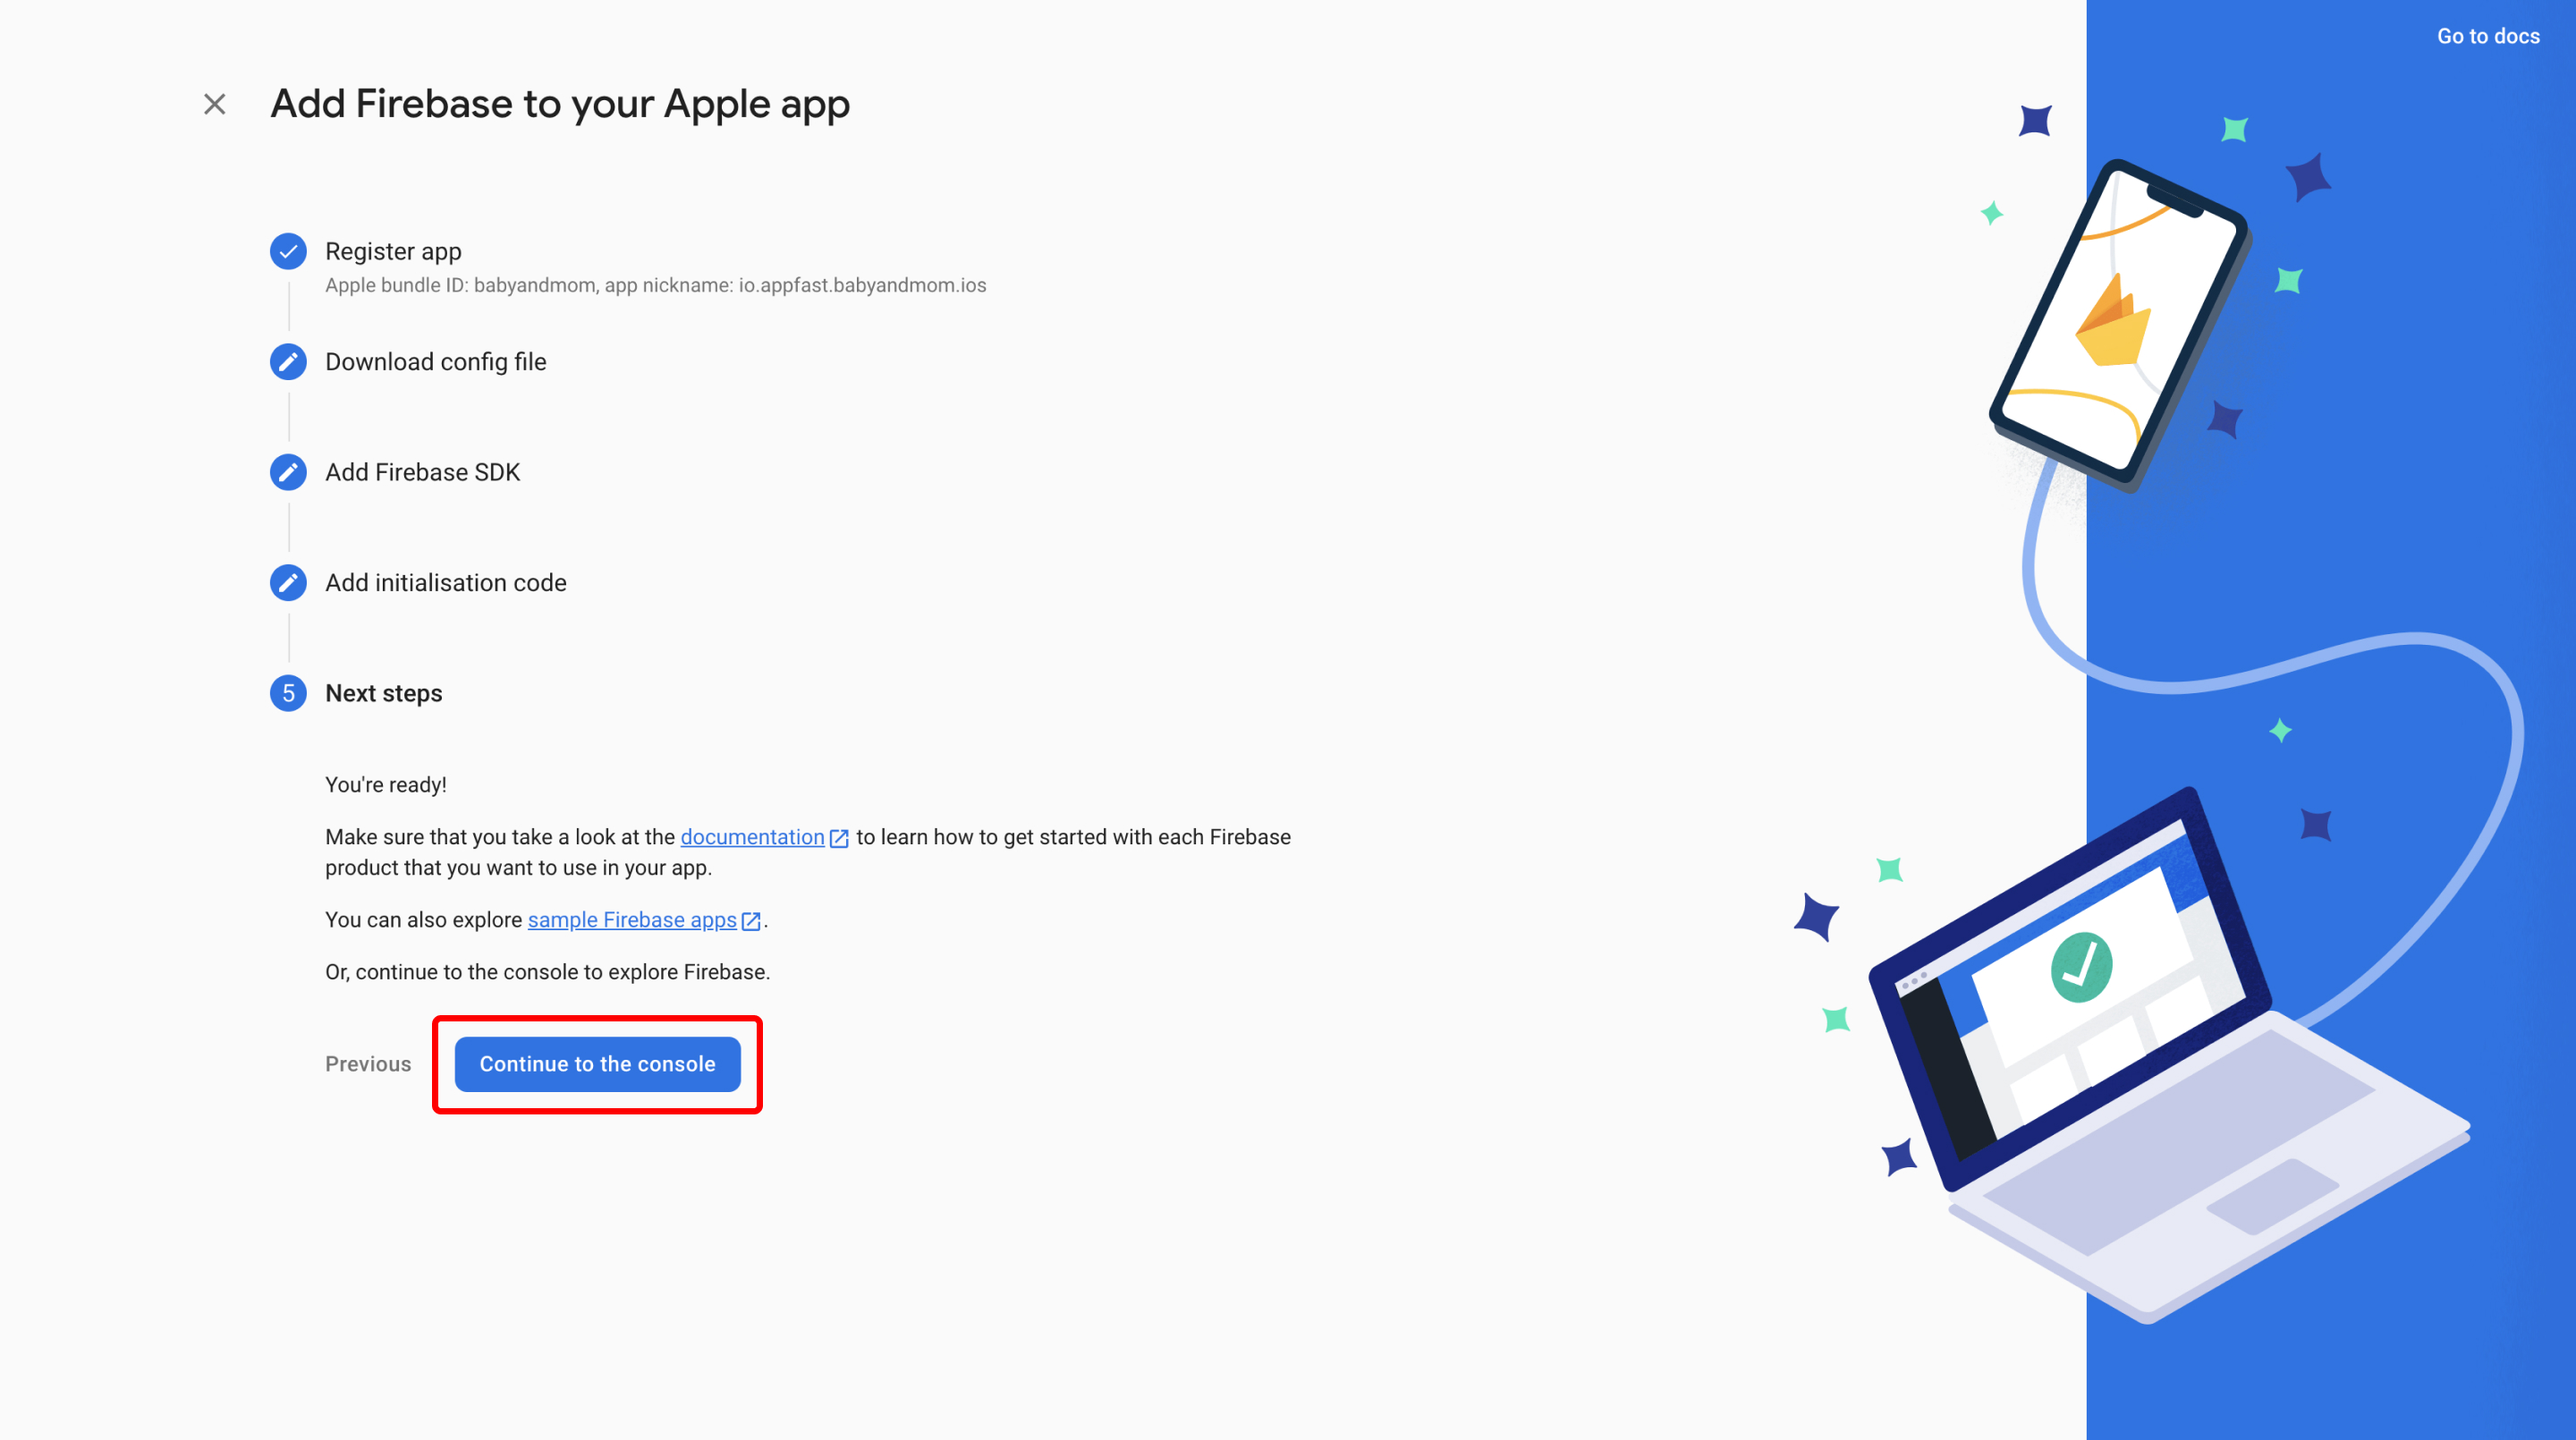 Go to docs
Add Firebase to your Apple app
Register app
Apple bundle ID: babyandmom, app nickname: io.appfast.babyandmom.ios
Download config file
Add Firebase SDK
Add initialisation code
5 Next steps
You're ready!
Make sure that you take a look at the documentation to learn how to get started with each Firebase
product that you want to use in your app.
You can also explore sample Firebase apps.
Or, continue to the console to explore Firebase.
Previous Continue to the console